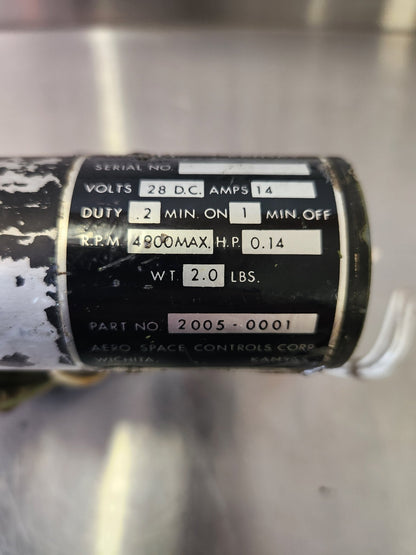 SERIAL NO.
VOLTS 28 D.C. AMPS 14
DUTY .2 MIN. ON 1 MIN. OFF
R.P.M. 4900MAX. H.P. 0.14
WT. 2.0 LBS.
PART NO. 2005-0001
AERO SPACE CONTROLS CORP.
WICHITA KANSAS